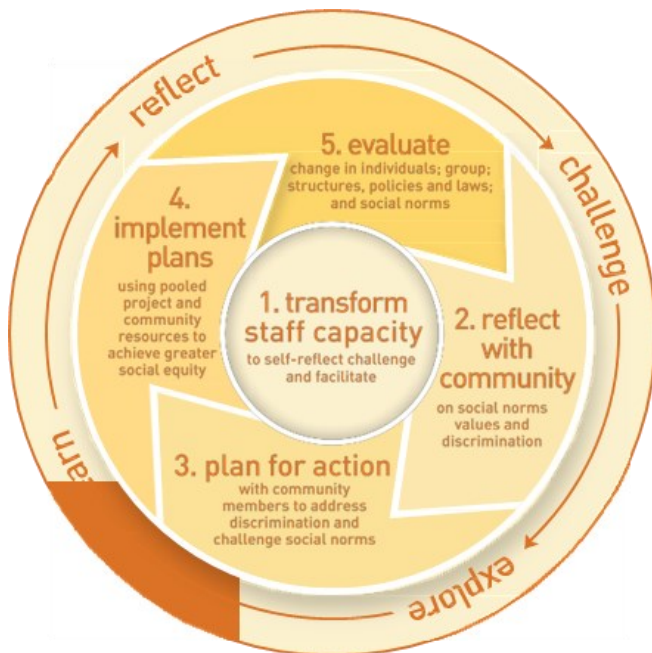 reflect
challenge
explore
1. transform
staff capacity
to self-reflect challenge
and facilitate
2. reflect
with
community
on social norms
values and
discrimination
3. plan for action
with community
members to address
discrimination and
challenge social norms
4.
implement
plans
using pooled
project and
community
resources to
achieve greater
social equity
5. evaluate
change in individuals; group;
structures, policies and laws;
and social norms